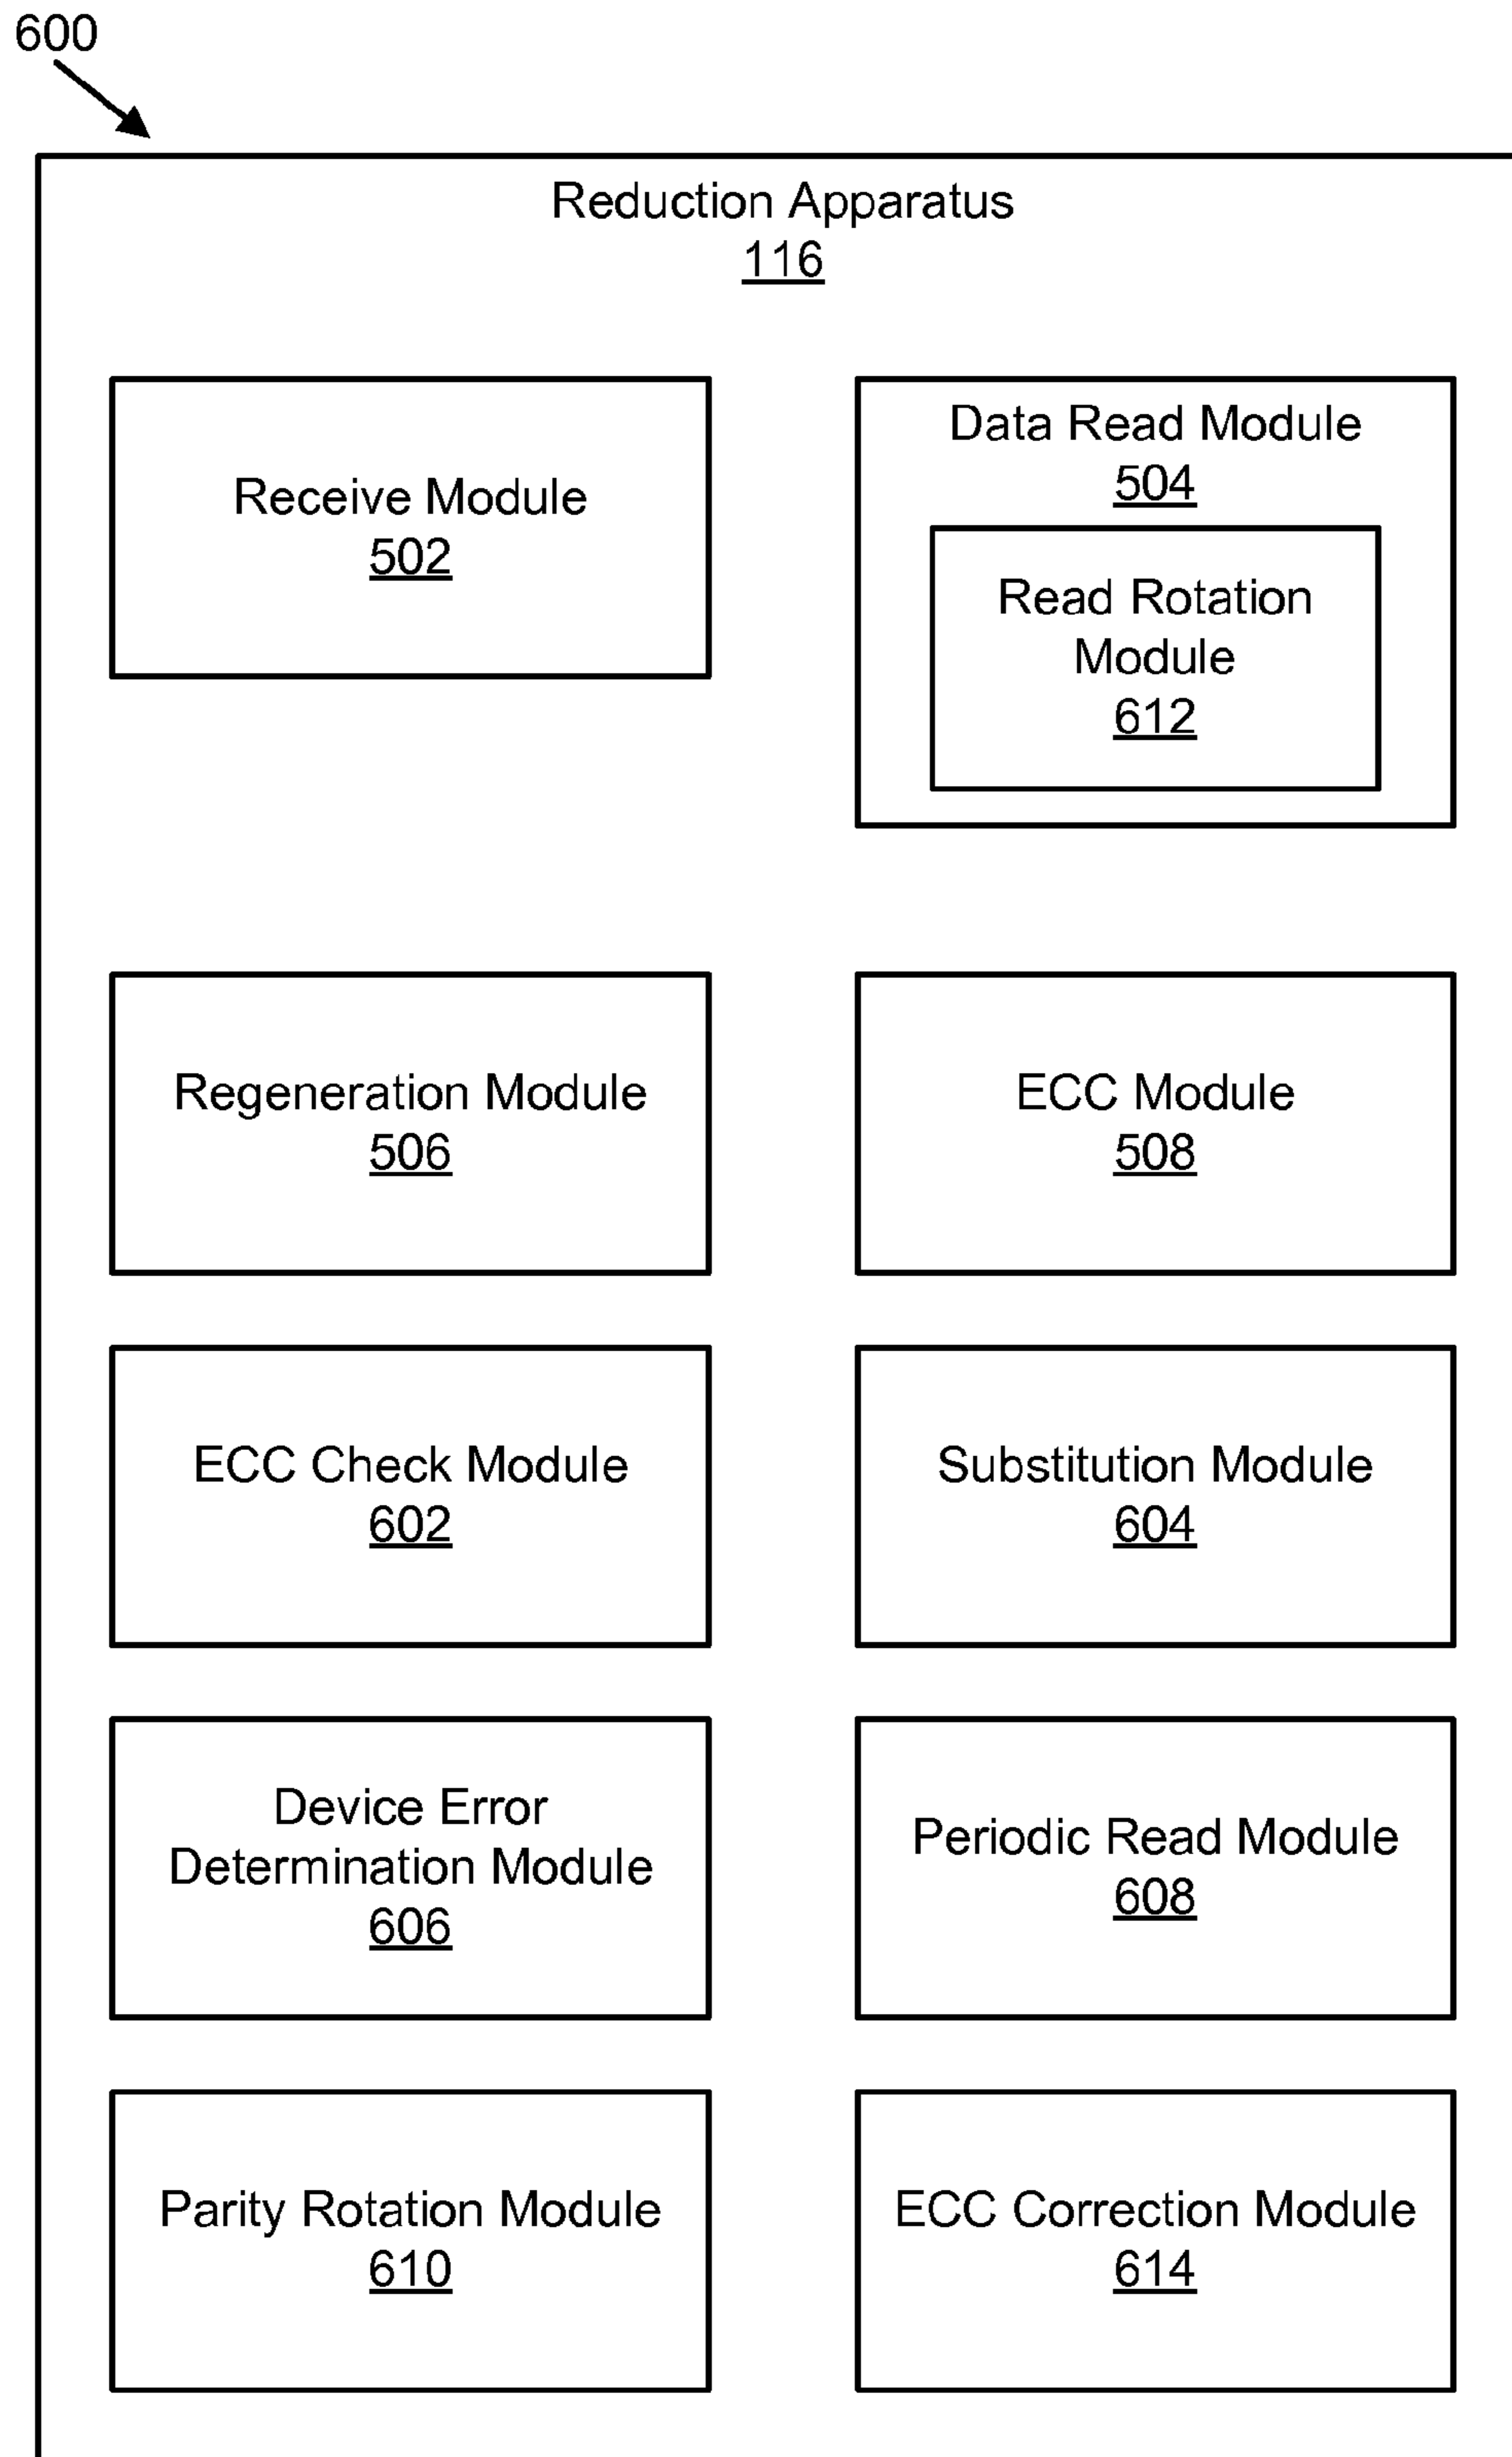 600
Reduction Apparatus
116
Receive Module
502
Data Read Module
504
Read Rotation
Module
612
Regeneration Module
506
ECC Module
508
ECC Check Module
602
Substitution Module
604
Device Error
Determination Module
606
Periodic Read Module
608
Parity Rotation Module
610
ECC Correction Module
614